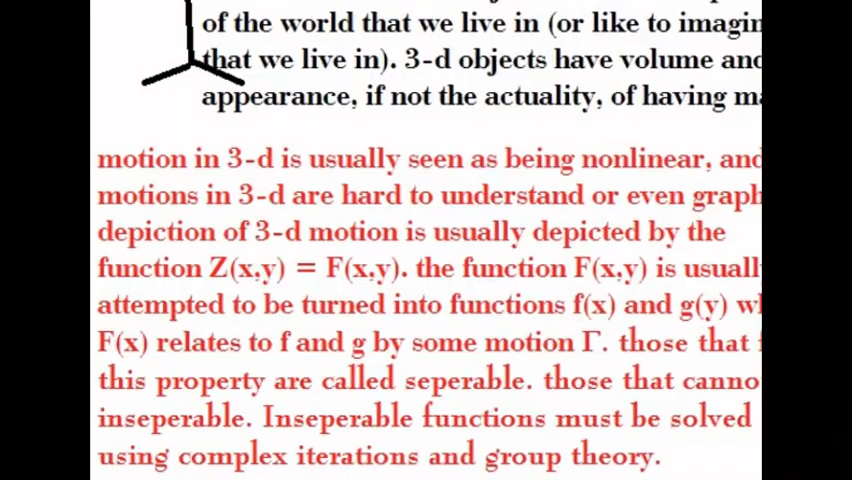 of the world that we live in (or like to imagin
that we live in). 3-d objects have volume and
appearance, if not the actuality, of having m
motion in 3-d is usually seen as being nonlinear, and
motions in 3-d are hard to understand or even graph
depiction of 3-d motion is usually depicted by the
function Z(x,y) = F(x,y). the function F(x,y) is usuall
attempted to be turned into functions f(x) and g(y) w
F(x) relates to f and g by some motion Γ. those that
this property are called seperable. those that canno
inseperable. Inseperable functions must be solved
using complex iterations and group theory.